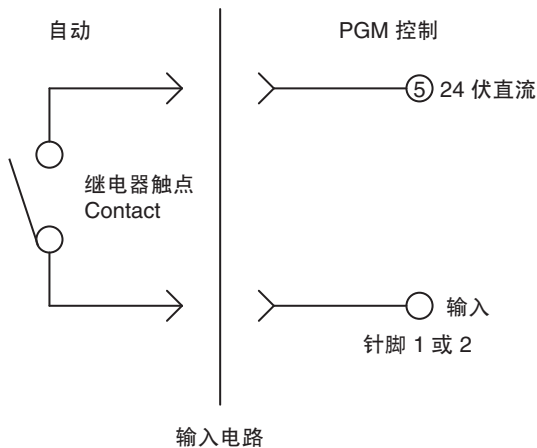 自动
PGM 控制
5 24 伏直流
继电器触点
Contact
输入
针脚 1 或 2
输入电路